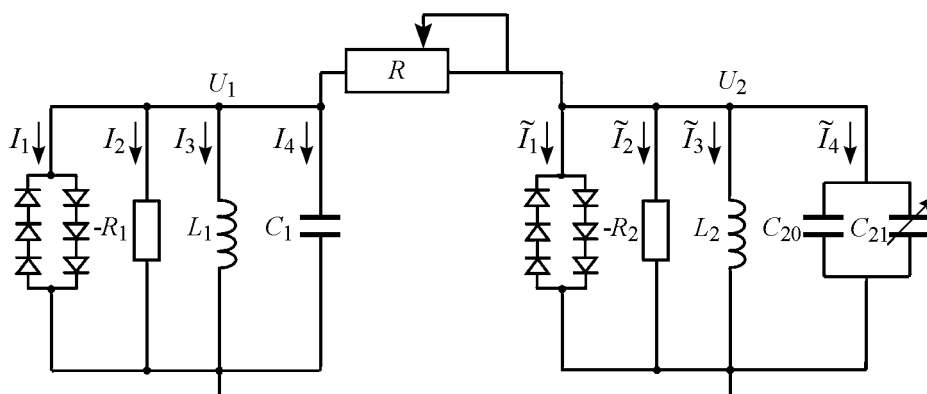 R
U₁
U₂
I₁ I₂ I₃ I₄
Ĩ₁ Ĩ₂ Ĩ₃ Ĩ₄
-R₁ L₁ C₁
-R₂ L₂ C₂₀ C₂₁